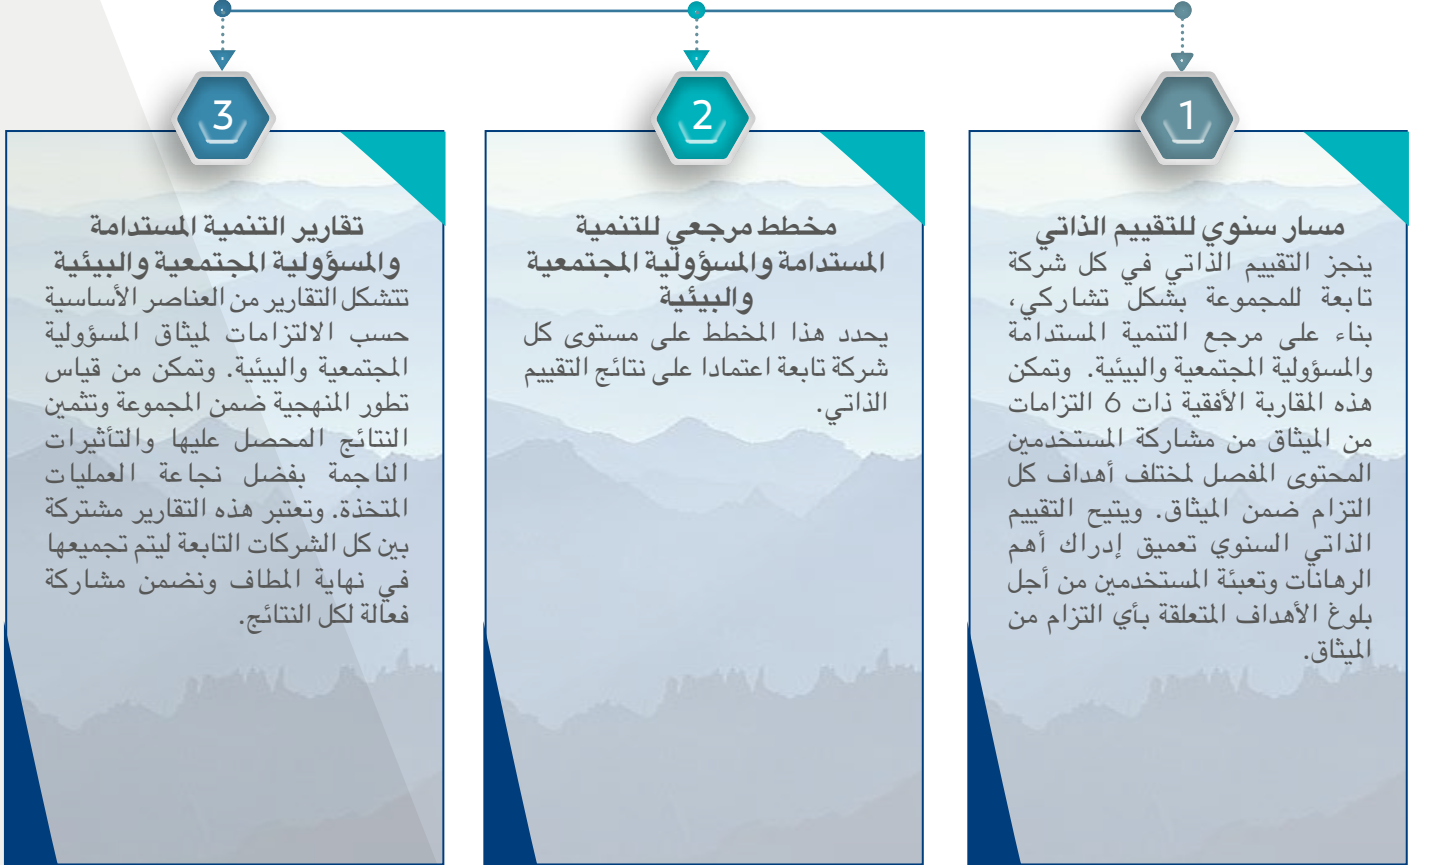 1
مسار سنوي للتقييم الذاتي
ينجز التقييم الذاتي في كل شركة
تابعة للمجموعة بشكل تشاركي،
بناء على مرجع التنمية المستدامة
والمسؤولية المجتمعية والبيئية. وتمكن
هذه المقاربة الأفقية ذات 6 التزامات
من الميثاق من مشاركة المستخدمين
المحتوى المفصل لمختلف أهداف كل
التزام ضمن الميثاق. ويتيح التقييم
الذاتي السنوي تعميق إدراك أهم
الرهانات وتعبئة المستخدمين من أجل
بلوغ الأهداف المتعلقة بأي التزام من
الميثاق.
2
مخطط مرجعي للتنمية
المستدامة والمسؤولية المجتمعية
والبيئية
يحدد هذا المخطط على مستوى كل
شركة تابعة اعتمادا على نتائج التقييم
الذاتي.
3
تقارير التنمية المستدامة
والمسؤولية المجتمعية والبيئية
تتشكل التقارير من العناصر الأساسية
حسب الالتزامات لميثاق المسؤولية
المجتمعية والبيئية. وتمكن من قياس
تطور المنهجية ضمن المجموعة وتثمين
النتائج المحصل عليها والتأثيرات
الناجمة بفضل نجاعة العمليات
المتخذة. وتعتبر هذه التقارير مشتركة
بين كل الشركات التابعة ليتم تجميعها
في نهاية المطاف ونضمن مشاركة
فعالة لكل النتائج.